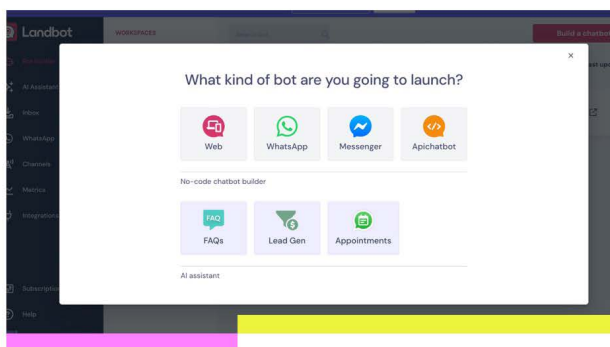 Landbot
WORKSPACES
Build a chatbot
What kind of bot are you going to launch?
AI Assistant
Inbox
WhatsApp
Channels
Metrics
Integrations
Subscription
Help
Web
WhatsApp
Messenger
Apichatbot
No-code chatbot builder
FAQ
FAQs
Lead Gen
Appointments
AI assistant